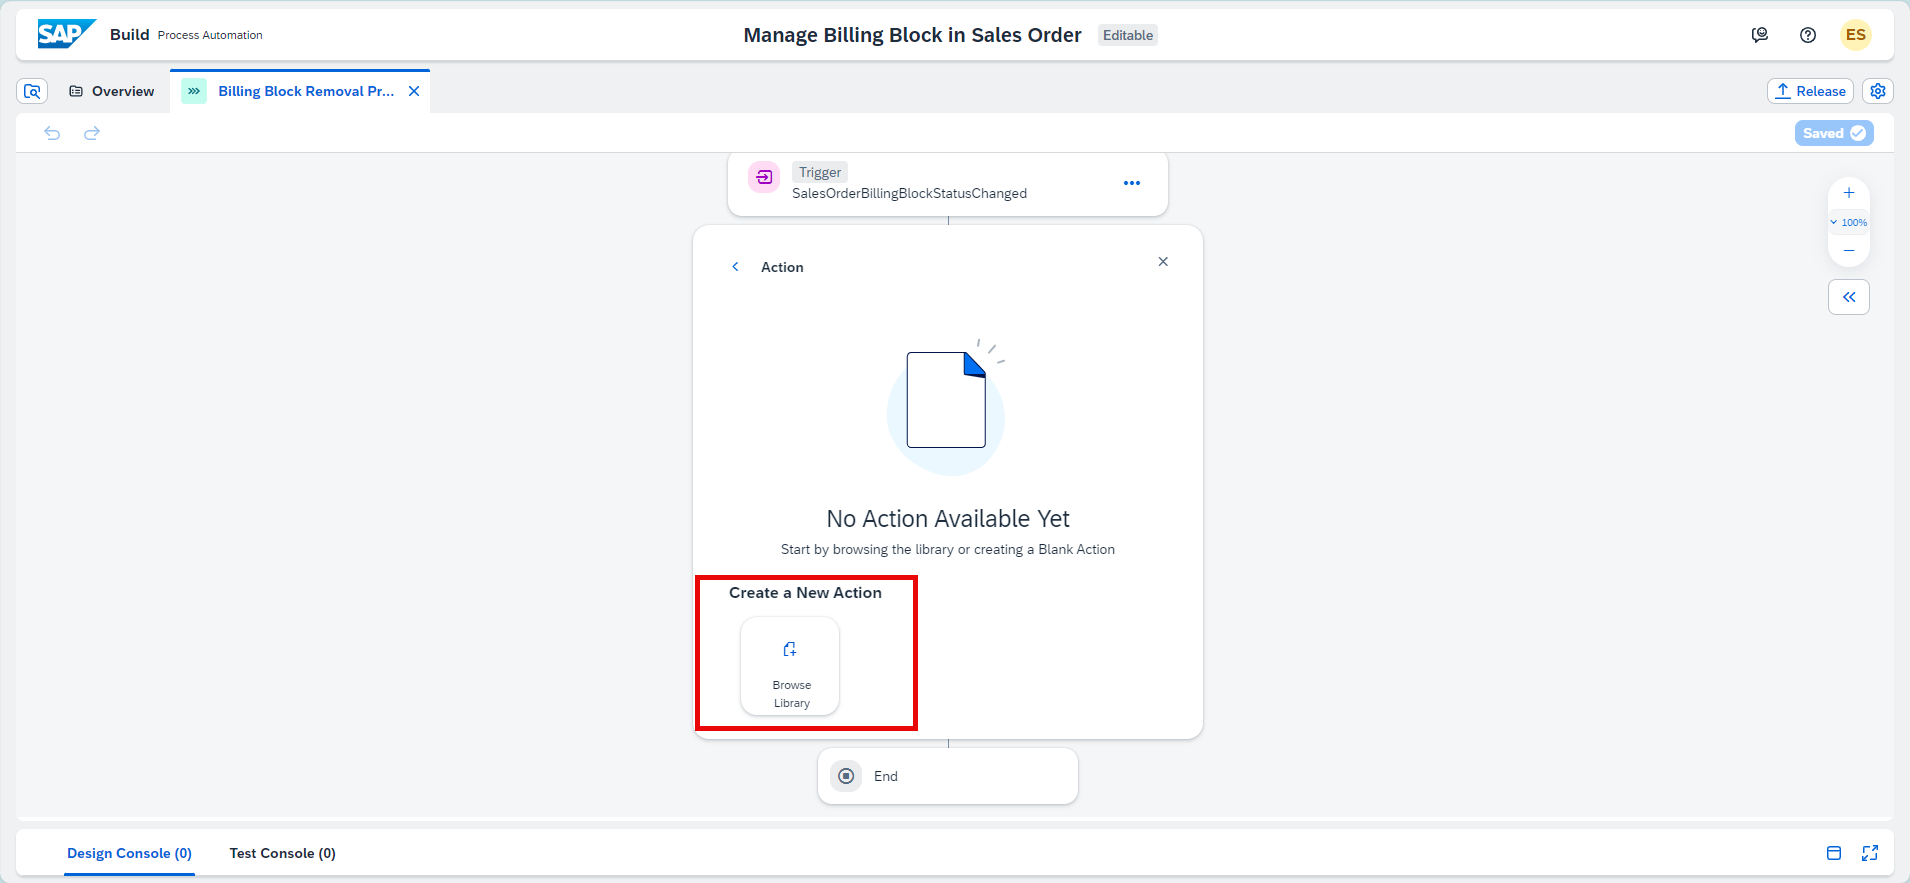 SAP
Build Process Automation
Manage Billing Block in Sales Order Editable
ES
Overview
Billing Block Removal Pr...
Release
Saved
Trigger
SalesOrderBillingBlockStatusChanged
100%
Action
No Action Available Yet
Start by browsing the library or creating a Blank Action
Create a New Action
Browse
Library
End
Design Console (0) Test Console (0)